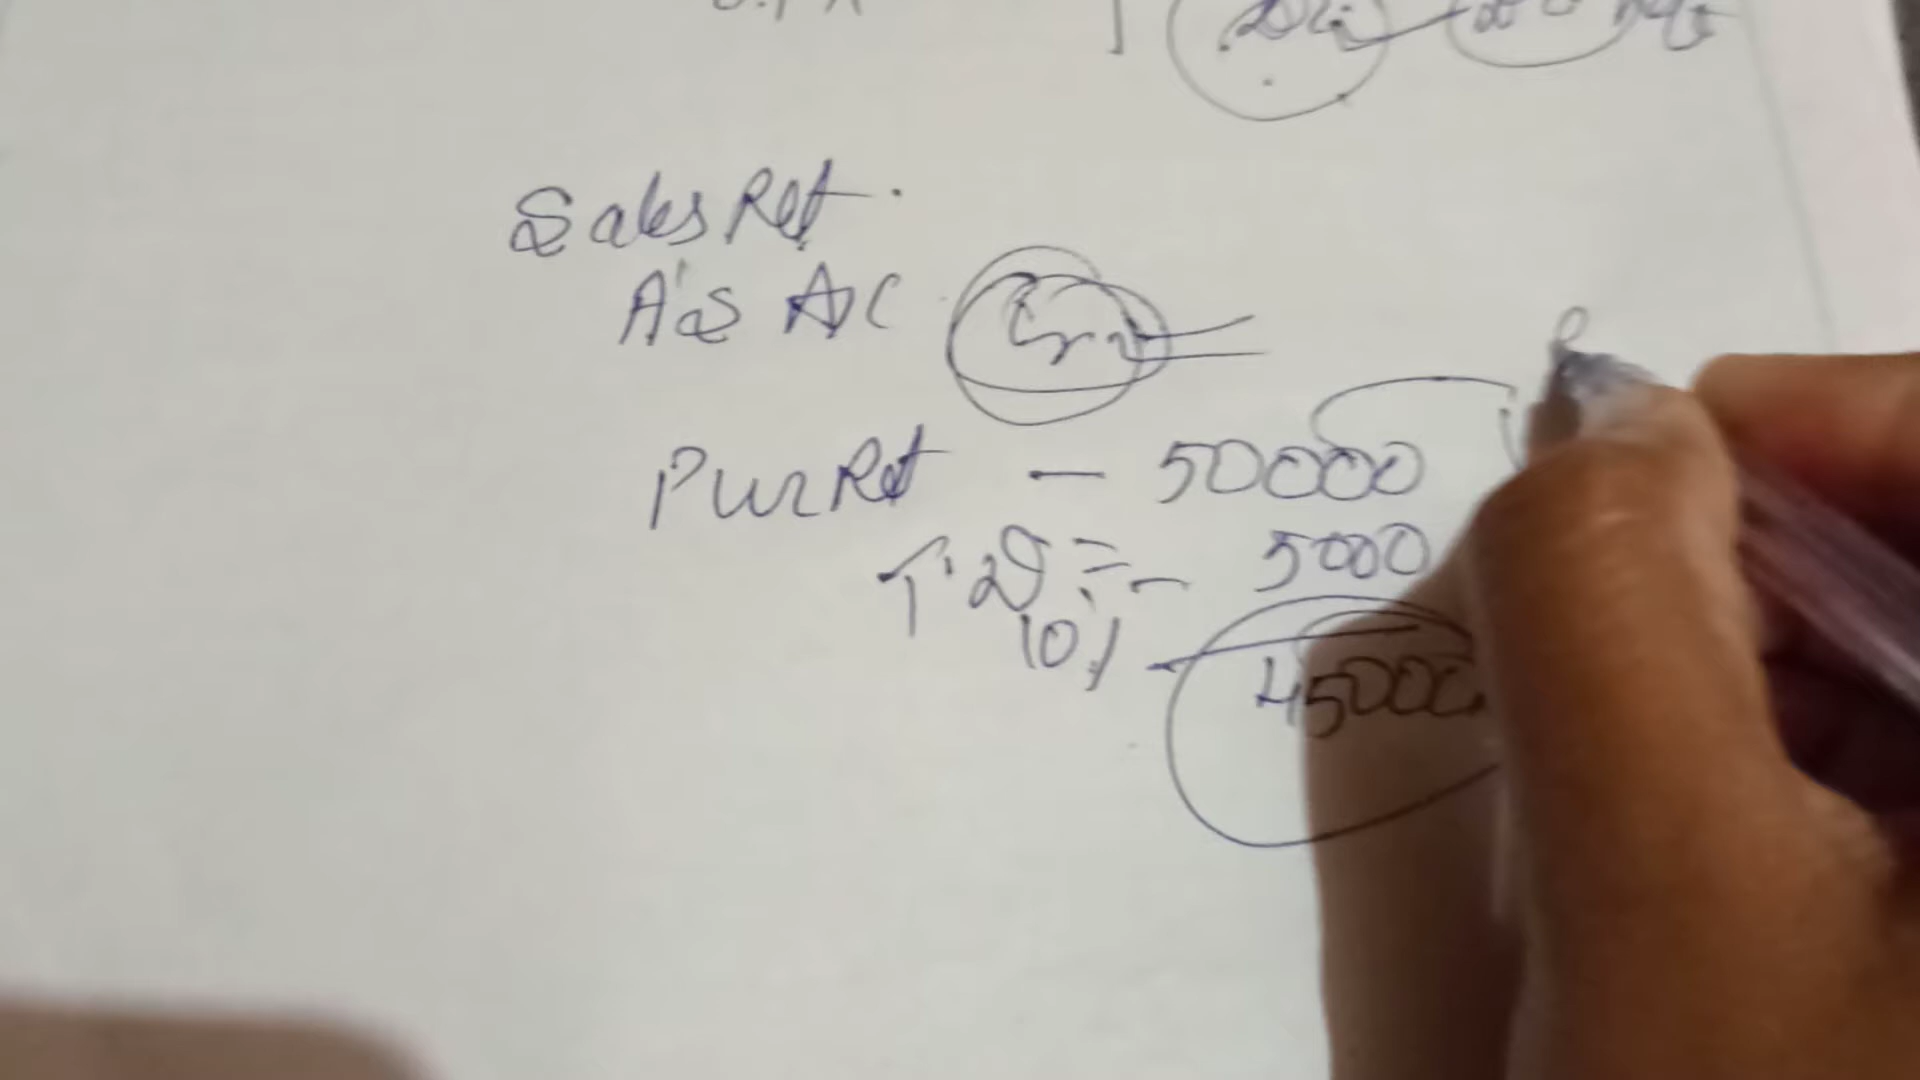 Sales Ret.
A's A/C Cr
Pur Ret — 50000
T.D = — 5000
10%
45000